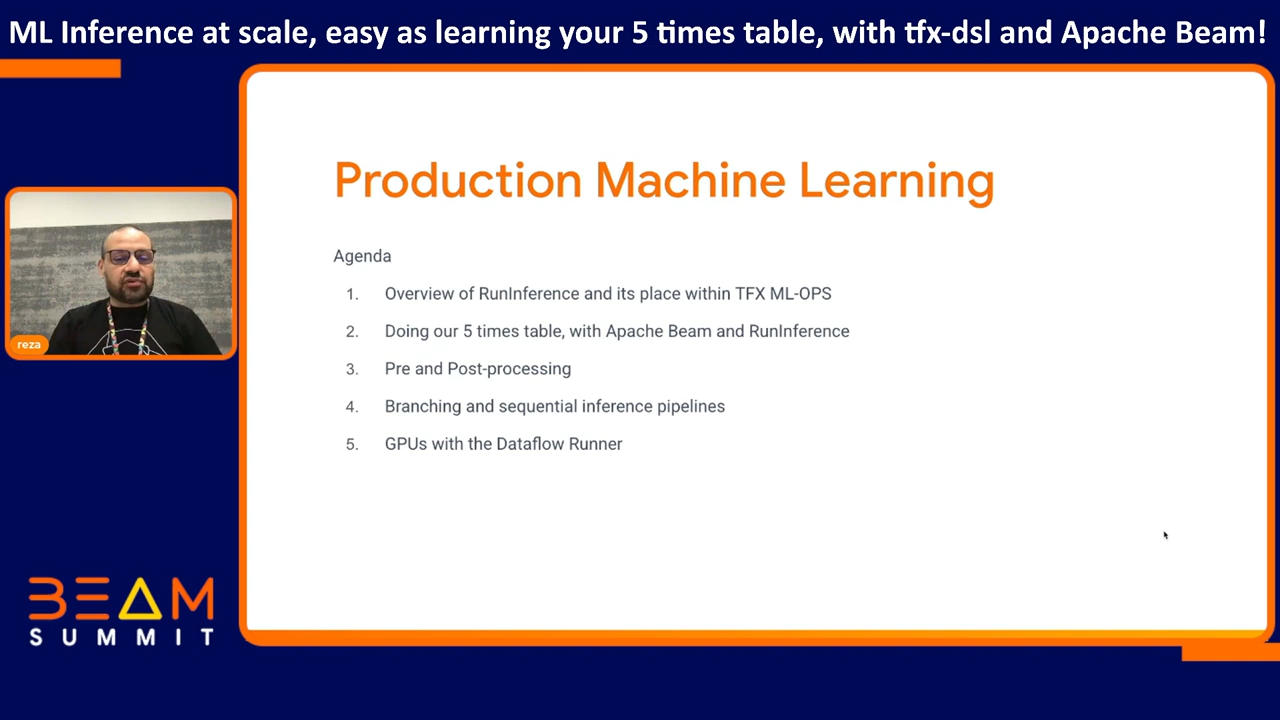 ML Inference at scale, easy as learning your 5 times table, with tfx-dsl and Apache Beam!
Production Machine Learning
Agenda
1. Overview of RunInference and its place within TFX ML-OPS
2. Doing our 5 times table, with Apache Beam and RunInference
3. Pre and Post-processing
4. Branching and sequential inference pipelines
5. GPUs with the Dataflow Runner
reza
BEAM
SUMMIT